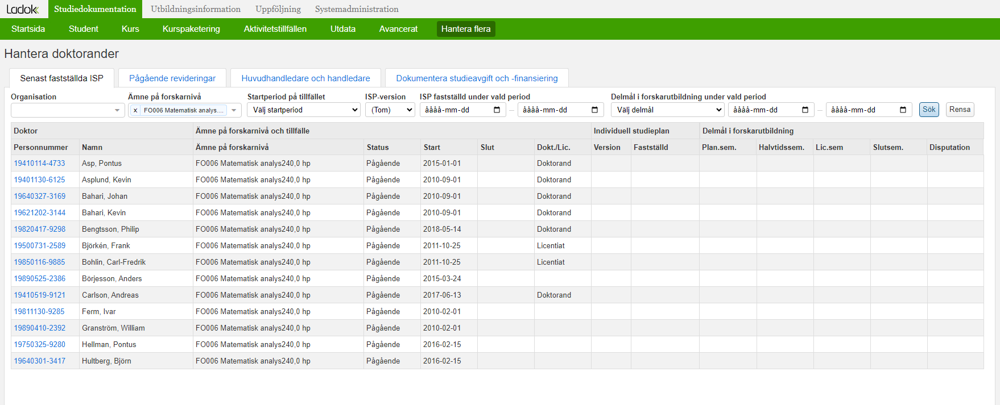 Ladok Studiedokumentation Utbildningsinformation Uppföljning Systemadministration
Startsida Student Kurs Kurspaketering Aktivitetstillfällen Utdata Avancerat Hantera flera
Hantera doktorander
Senast fastställda ISP Pågående revideringar Huvudhandledare och handledare Dokumentera studieavgift och -finansiering
Organisation Ämne på forskarnivå Startperiod på tillfället ISP-version ISP fastställd under vald period Delmål i forskarutbildning under vald period
× FO006 Matematisk analys.... Välj startperiod (Tom) åååå-mm-dd – åååå-mm-dd Välj delmål åååå-mm-dd – åååå-mm-dd Sök Rensa
Doktor Ämne på forskarnivå och tillfälle Individuell studieplan Delmål i forskarutbildning
Personnummer Namn Ämne på forskarnivå Status Start Slut Dokt./Lic. Version Fastställd Plan.sem. Halvtidssem. Lic.sem Slutsem. Disputation
19410114-4733 Asp, Pontus FO006 Matematisk analys240,0 hp Pågående 2015-01-01 Doktorand
19401130-6125 Asplund, Kevin FO006 Matematisk analys240,0 hp Pågående 2010-09-01 Doktorand
19640327-3169 Bahari, Johan FO006 Matematisk analys240,0 hp Pågående 2010-09-01 Doktorand
19621202-3144 Bahari, Kevin FO006 Matematisk analys240,0 hp Pågående 2010-09-01 Doktorand
19820417-9298 Bengtsson, Philip FO006 Matematisk analys240,0 hp Pågående 2018-05-14 Doktorand
19500731-2589 Björkén, Frank FO006 Matematisk analys240,0 hp Pågående 2011-10-25 Licentiat
19850116-9885 Bohlin, Carl-Fredrik FO006 Matematisk analys240,0 hp Pågående 2011-10-25 Licentiat
19890525-2386 Börjesson, Anders FO006 Matematisk analys240,0 hp Pågående 2015-03-24
19410519-9121 Carlson, Andreas FO006 Matematisk analys240,0 hp Pågående 2017-06-13 Doktorand
19811130-9285 Ferm, Ivar FO006 Matematisk analys240,0 hp Pågående 2010-02-01
19890410-2392 Granström, William FO006 Matematisk analys240,0 hp Pågående 2010-02-01
19750325-9280 Hellman, Pontus FO006 Matematisk analys240,0 hp Pågående 2016-02-15
19640301-3417 Hultberg, Björn FO006 Matematisk analys240,0 hp Pågående 2016-02-15